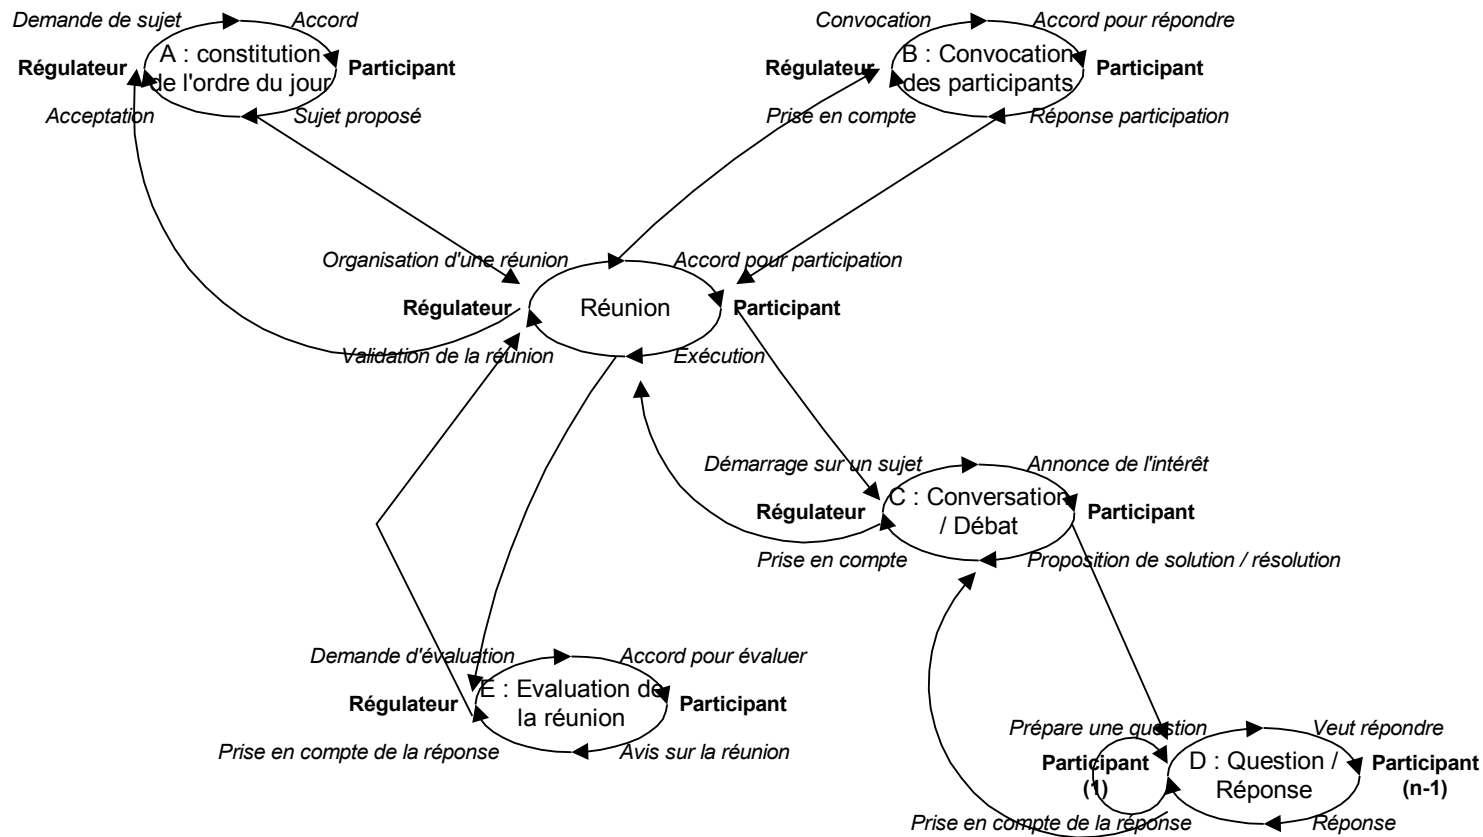 Demande de sujet
Accord
A : constitution
de l'ordre du jour
Régulateur
Participant
Acceptation
Sujet proposé
Convocation
Accord pour répondre
B : Convocation
des participants
Régulateur
Participant
Prise en compte
Réponse participation
Organisation d'une réunion
Accord pour participation
Régulateur
Réunion
Participant
Validation de la réunion
Exécution
Démarrage sur un sujet
Annonce de l'intérêt
C : Conversation
/ Débat
Régulateur
Participant
Prise en compte
Proposition de solution / résolution
Demande d'évaluation
Accord pour évaluer
E : Evaluation de
la réunion
Régulateur
Participant
Prise en compte de la réponse
Avis sur la réunion
Prépare une question
Veut répondre
Participant
(1)
D : Question /
Réponse
Participant
(n-1)
Prise en compte de la réponse
Réponse